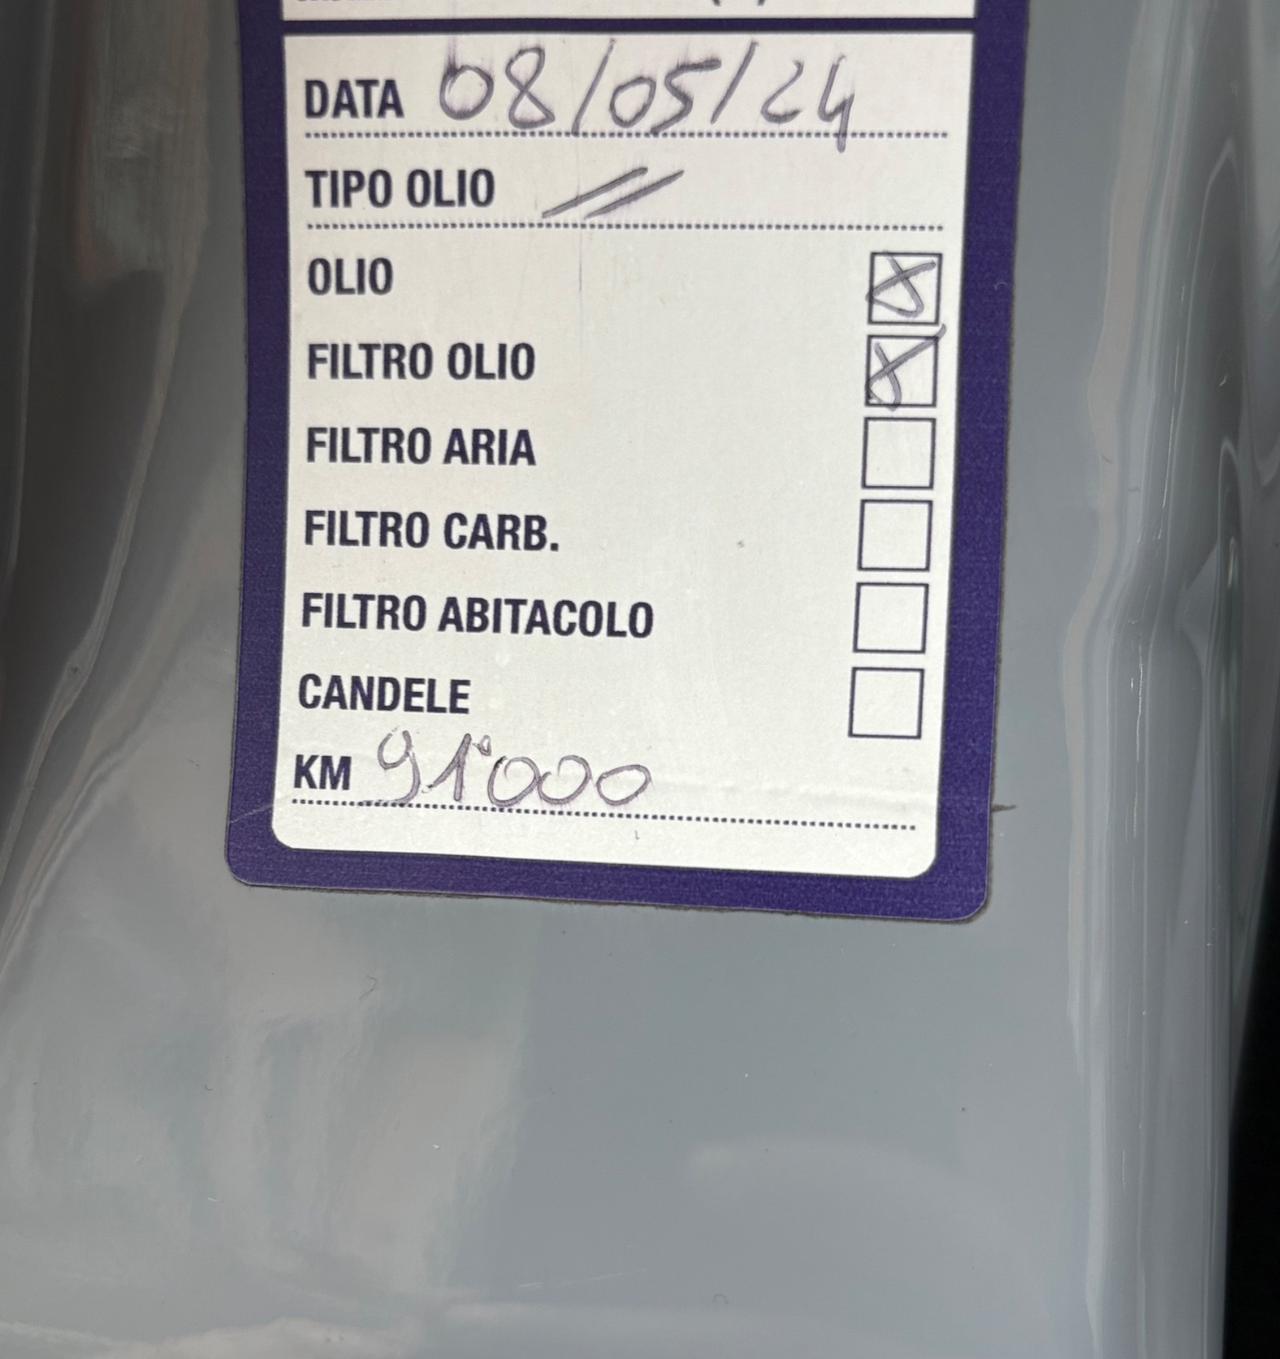 DATA 08/05/24
TIPO OLIO //
OLIO X
FILTRO OLIO X
FILTRO ARIA
FILTRO CARB.
FILTRO ABITACOLO
CANDELE
KM 91'000